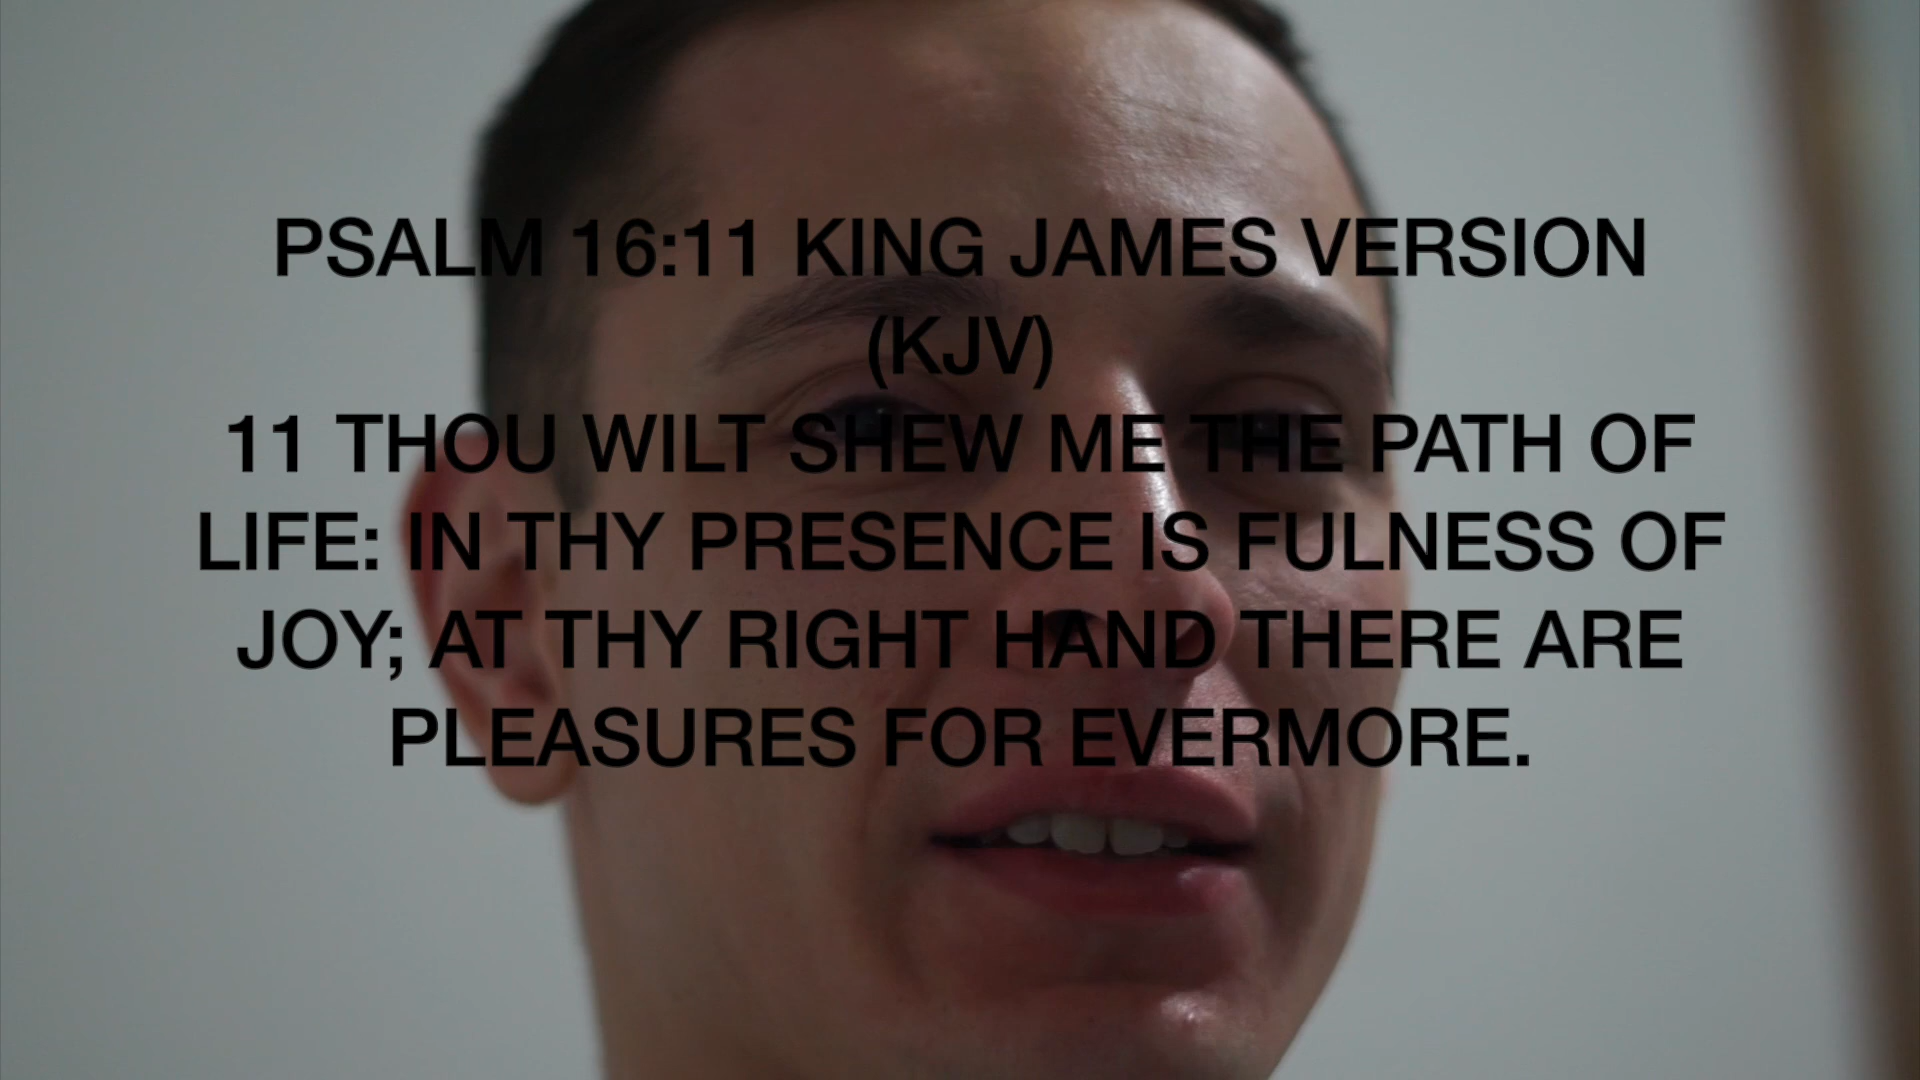 PSALM 16:11 KING JAMES VERSION
(KJV)
11 THOU WILT SHEW ME THE PATH OF
LIFE: IN THY PRESENCE IS FULNESS OF
JOY; AT THY RIGHT HAND THERE ARE
PLEASURES FOR EVERMORE.